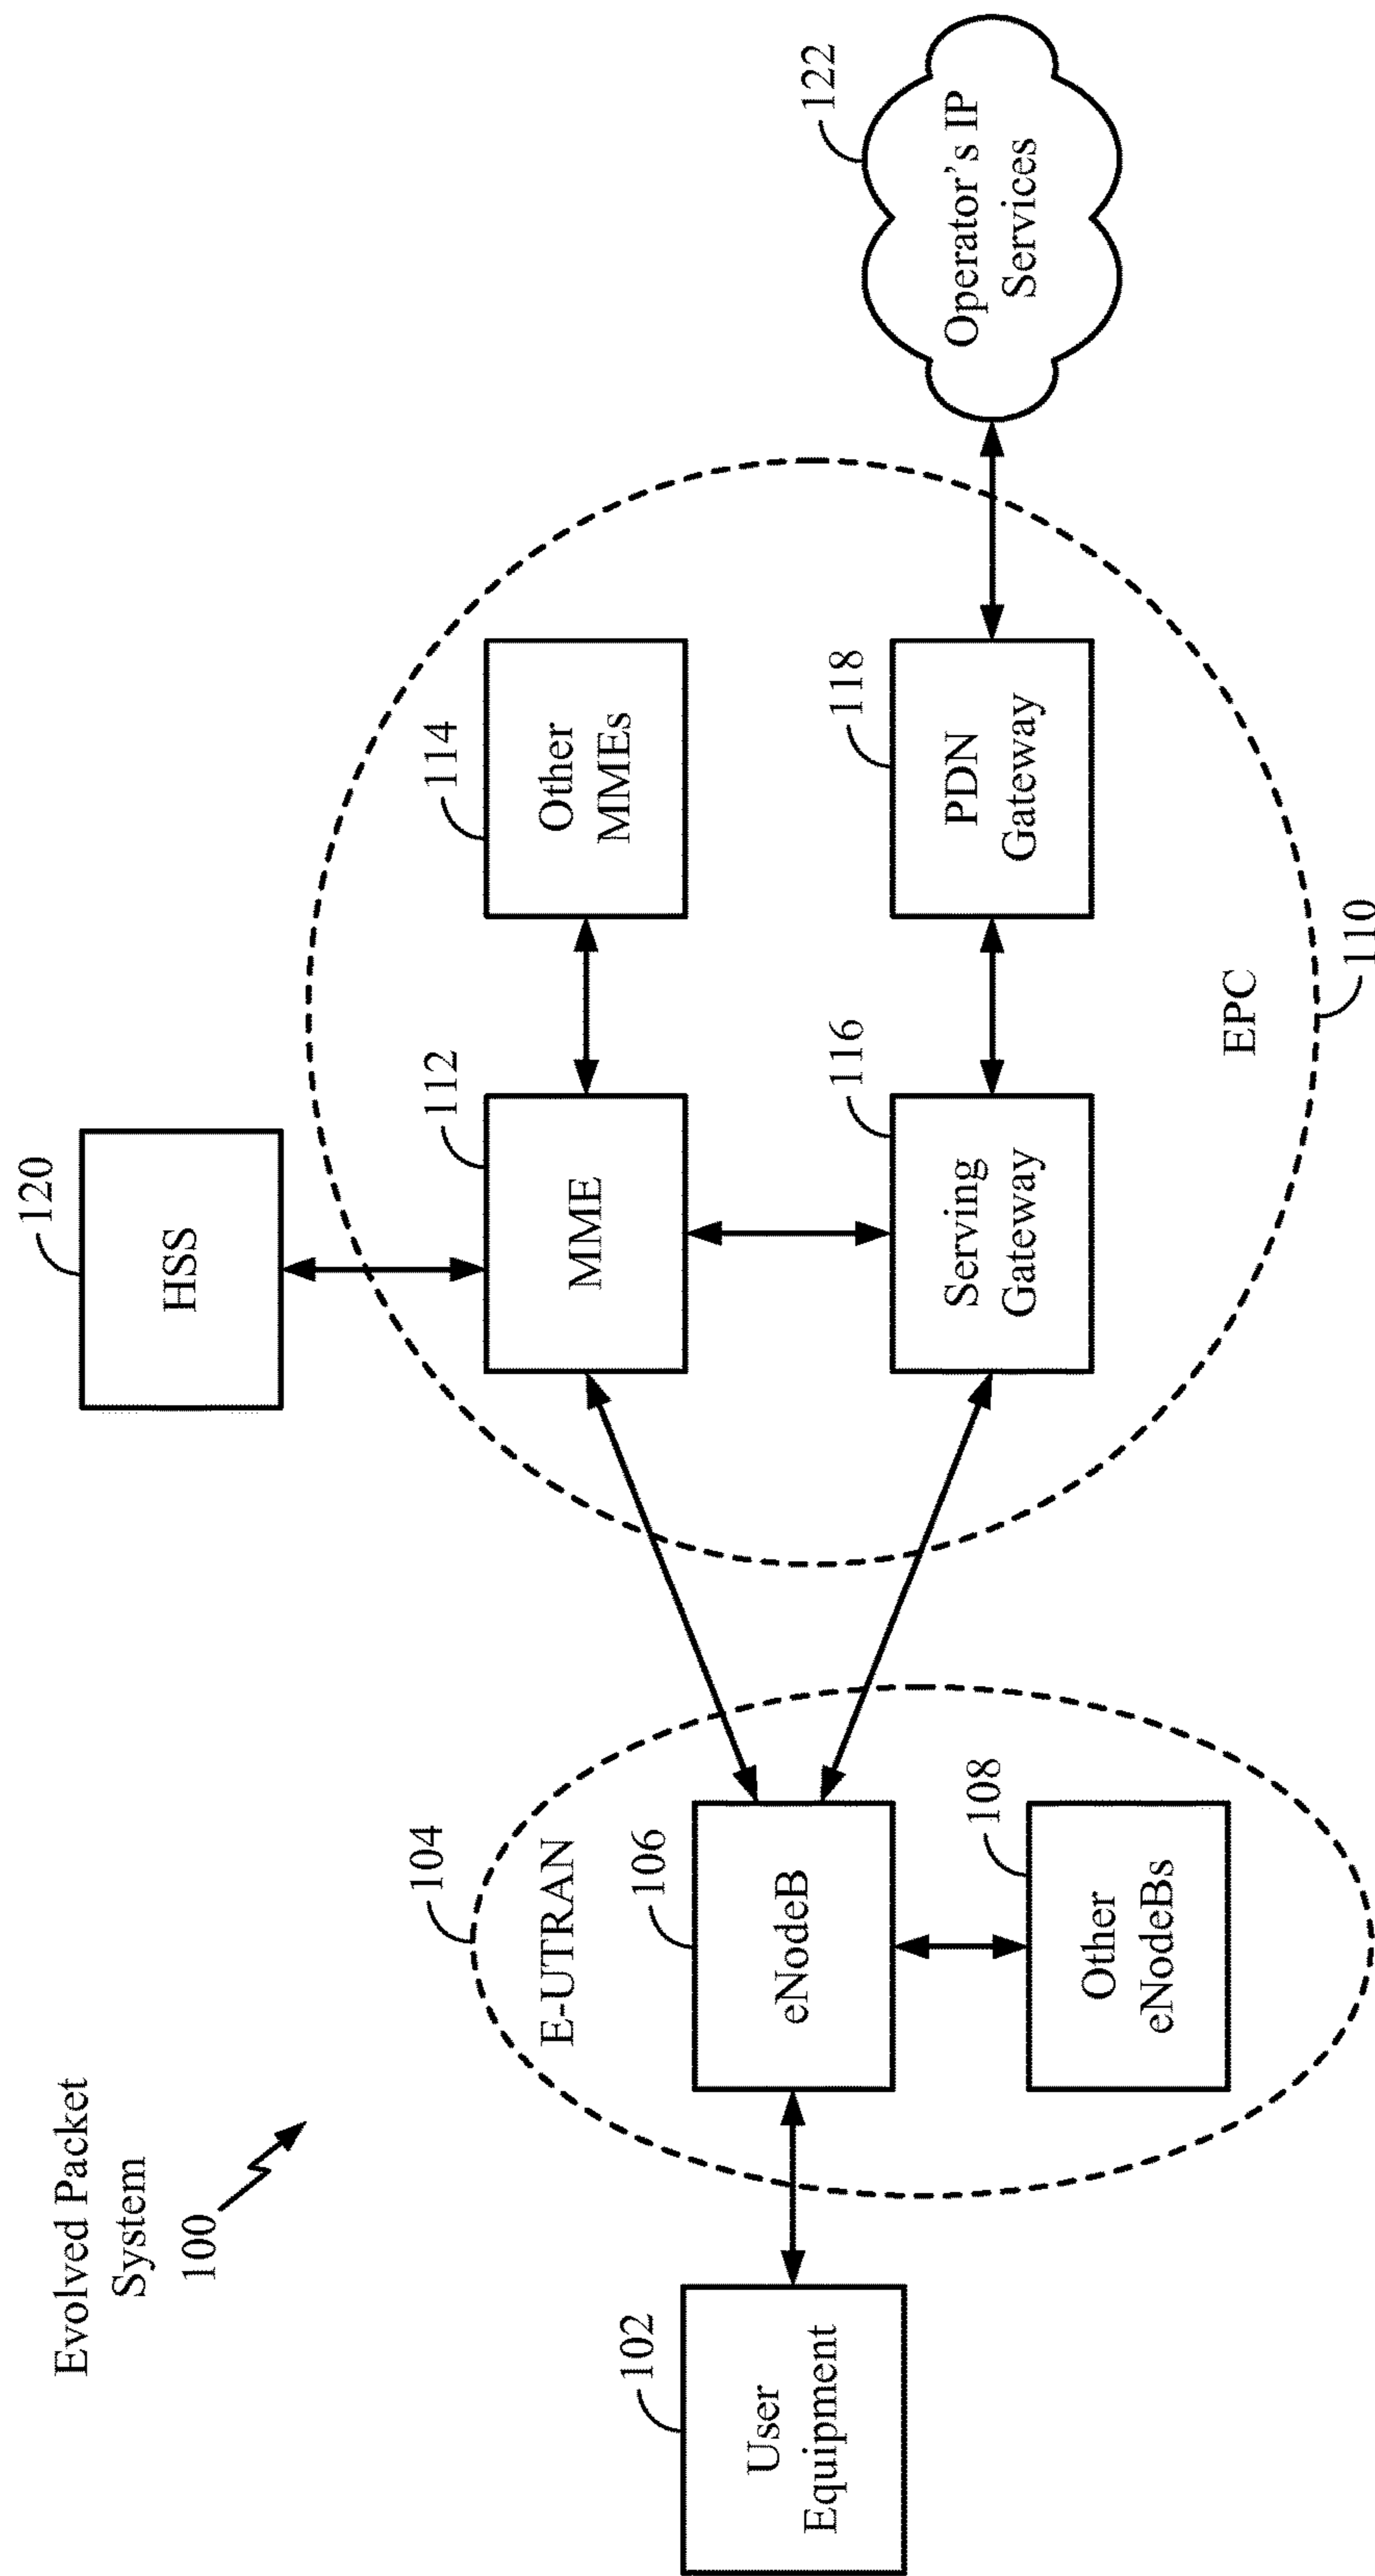 Evolved Packet
System
100
120
HSS
104
E-UTRAN
112
MME
114
Other
MMEs
102
User
Equipment
106
eNodeB
108
Other
eNodeBs
116
Serving
Gateway
118
PDN
Gateway
122
Operator’s IP
Services
EPC
110